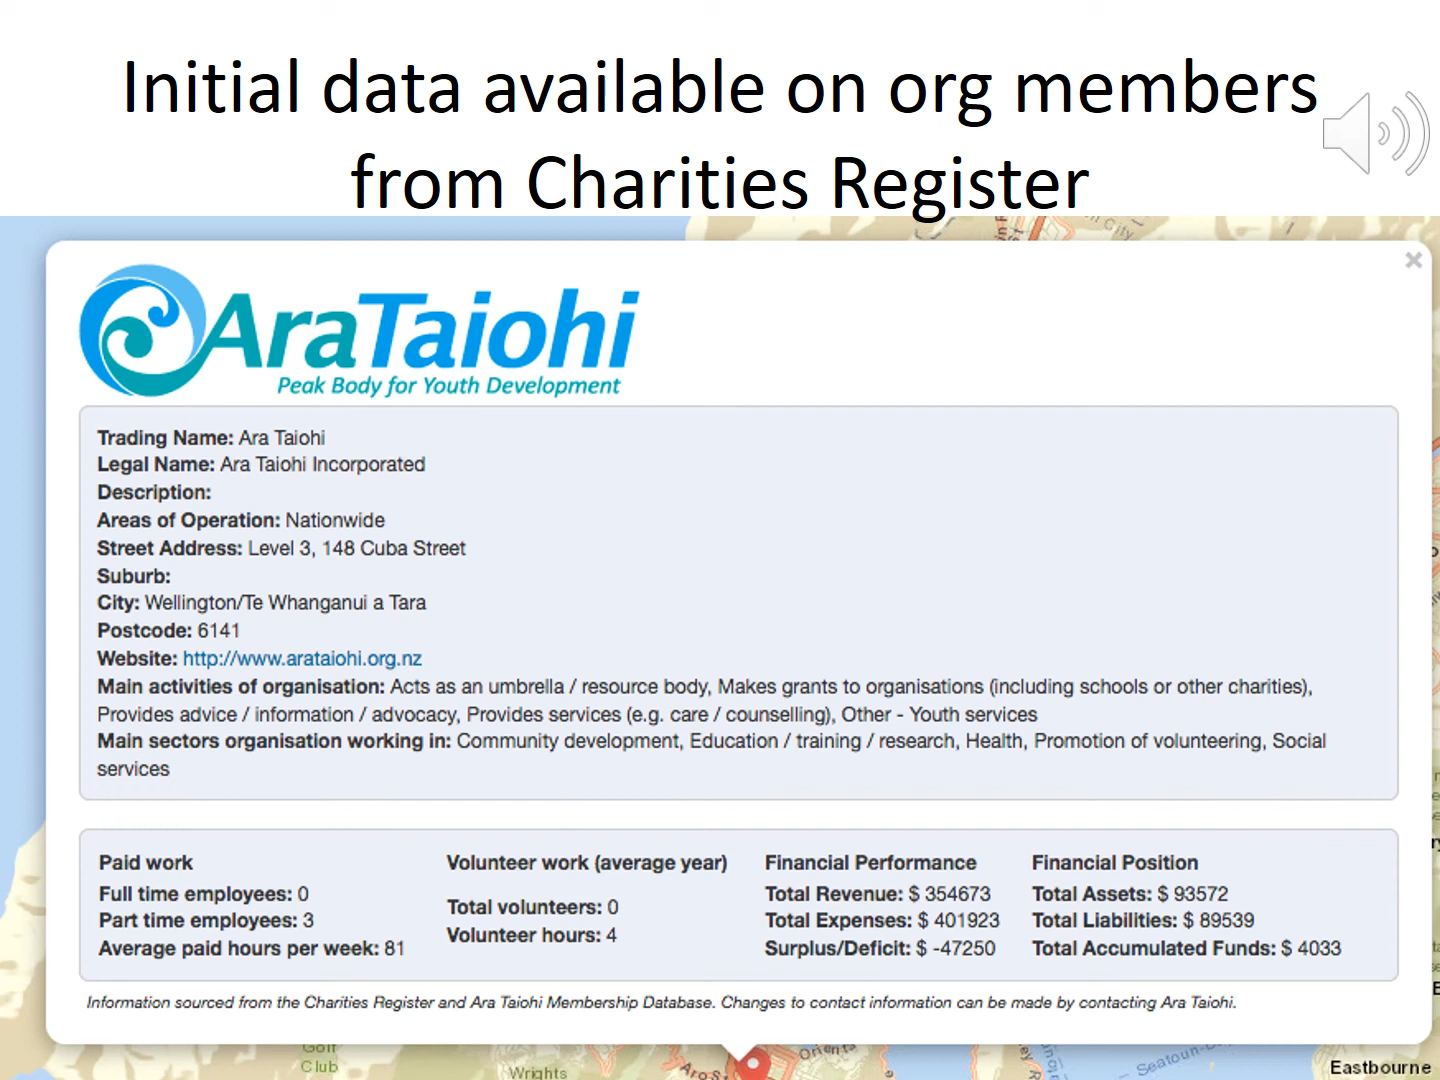 Initial data available on org members
from Charities Register
City
AraTaiohi
Peak Body for Youth Development
Trading Name: Ara Taiohi
Legal Name: Ara Taiohi Incorporated
Description:
Areas of Operation: Nationwide
Street Address: Level 3, 148 Cuba Street
Suburb:
City: Wellington/Te Whanganui a Tara
Postcode: 6141
Website: http://www.arataiohi.org.nz
Main activities of organisation: Acts as an umbrella / resource body, Makes grants to organisations (including schools or other charities),
Provides advice / information / advocacy, Provides services (e.g. care / counselling), Other - Youth services
Main sectors organisation working in: Community development, Education / training / research, Health, Promotion of volunteering, Social
services
Paid work
Full time employees: 0
Part time employees: 3
Average paid hours per week: 81
Volunteer work (average year)
Total volunteers: 0
Volunteer hours: 4
Financial Performance
Total Revenue: $ 354673
Total Expenses: $ 401923
Surplus/Deficit: $ -47250
Financial Position
Total Assets: $ 93572
Total Liabilities: $ 89539
Total Accumulated Funds: $ 4033
Information sourced from the Charities Register and Ara Taiohi Membership Database. Changes to contact information can be made by contacting Ara Taiohi.
Golf
Club
Wrights
Aro S
Orienta
Seatoun-
Eastbourne